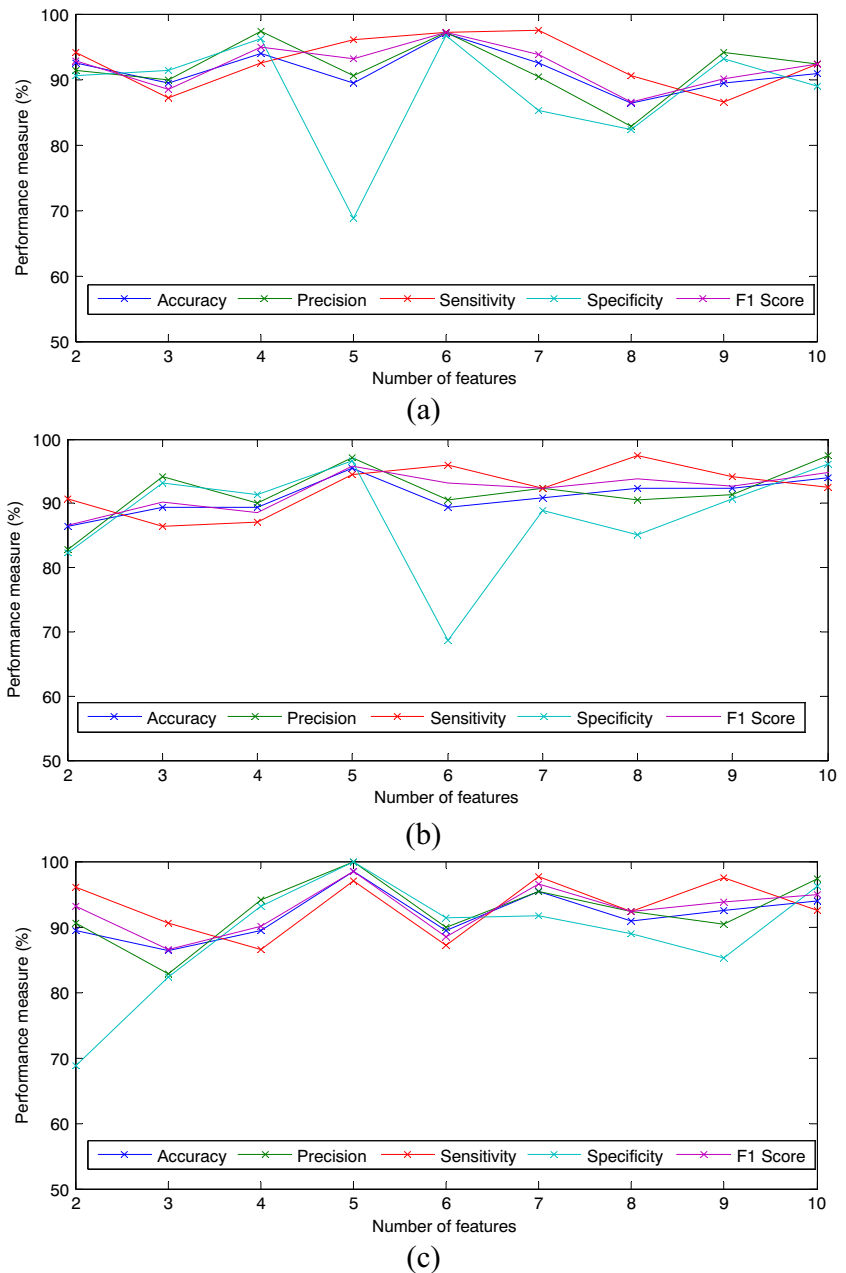 100
90
80
70
60
50
Performance measure (%)
Accuracy Precision Sensitivity Specificity F1 Score
2 3 4 5 6 7 8 9 10
Number of features
(a)
100
90
80
70
60
50
Performance measure (%)
Accuracy Precision Sensitivity Specificity F1 Score
2 3 4 5 6 7 8 9 10
Number of features
(b)
100
90
80
70
60
50
Performance measure (%)
Accuracy Precision Sensitivity Specificity F1 Score
2 3 4 5 6 7 8 9 10
Number of features
(c)